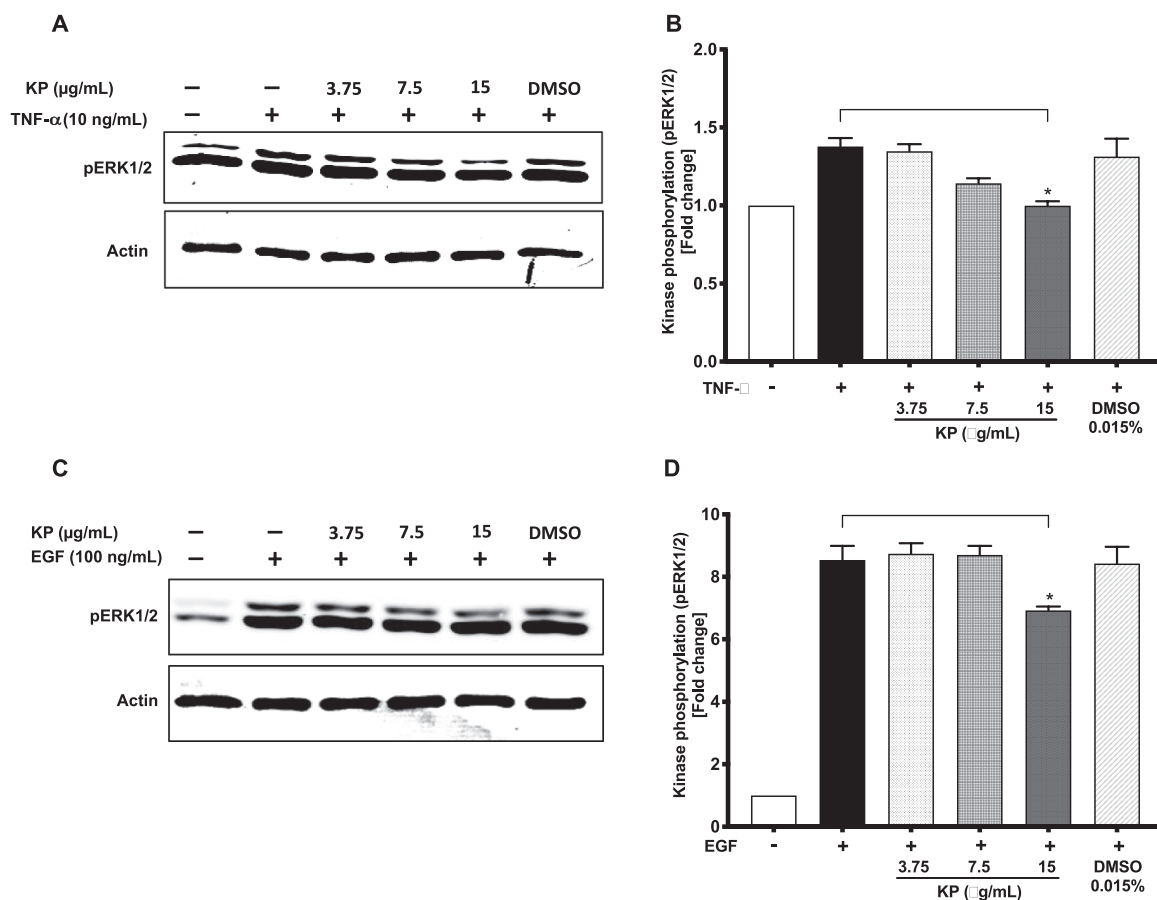 A
KP (µg/mL) – – 3.75 7.5 15 DMSO
TNF-α (10 ng/mL) – + + + + +
pERK1/2
Actin
B
Kinase phosphorylation (pERK1/2)
[Fold change]
2.0
1.5
1.0
0.5
0.0
*
TNF-□ - + + + + +
3.75 7.5 15 DMSO
KP (□g/mL) 0.015%
C
KP (µg/mL) – – 3.75 7.5 15 DMSO
EGF (100 ng/mL) – + + + + +
pERK1/2
Actin
D
Kinase phosphorylation (pERK1/2)
[Fold change]
10
8
6
4
2
0
*
EGF - + + + + +
3.75 7.5 15 DMSO
KP (□g/mL) 0.015%